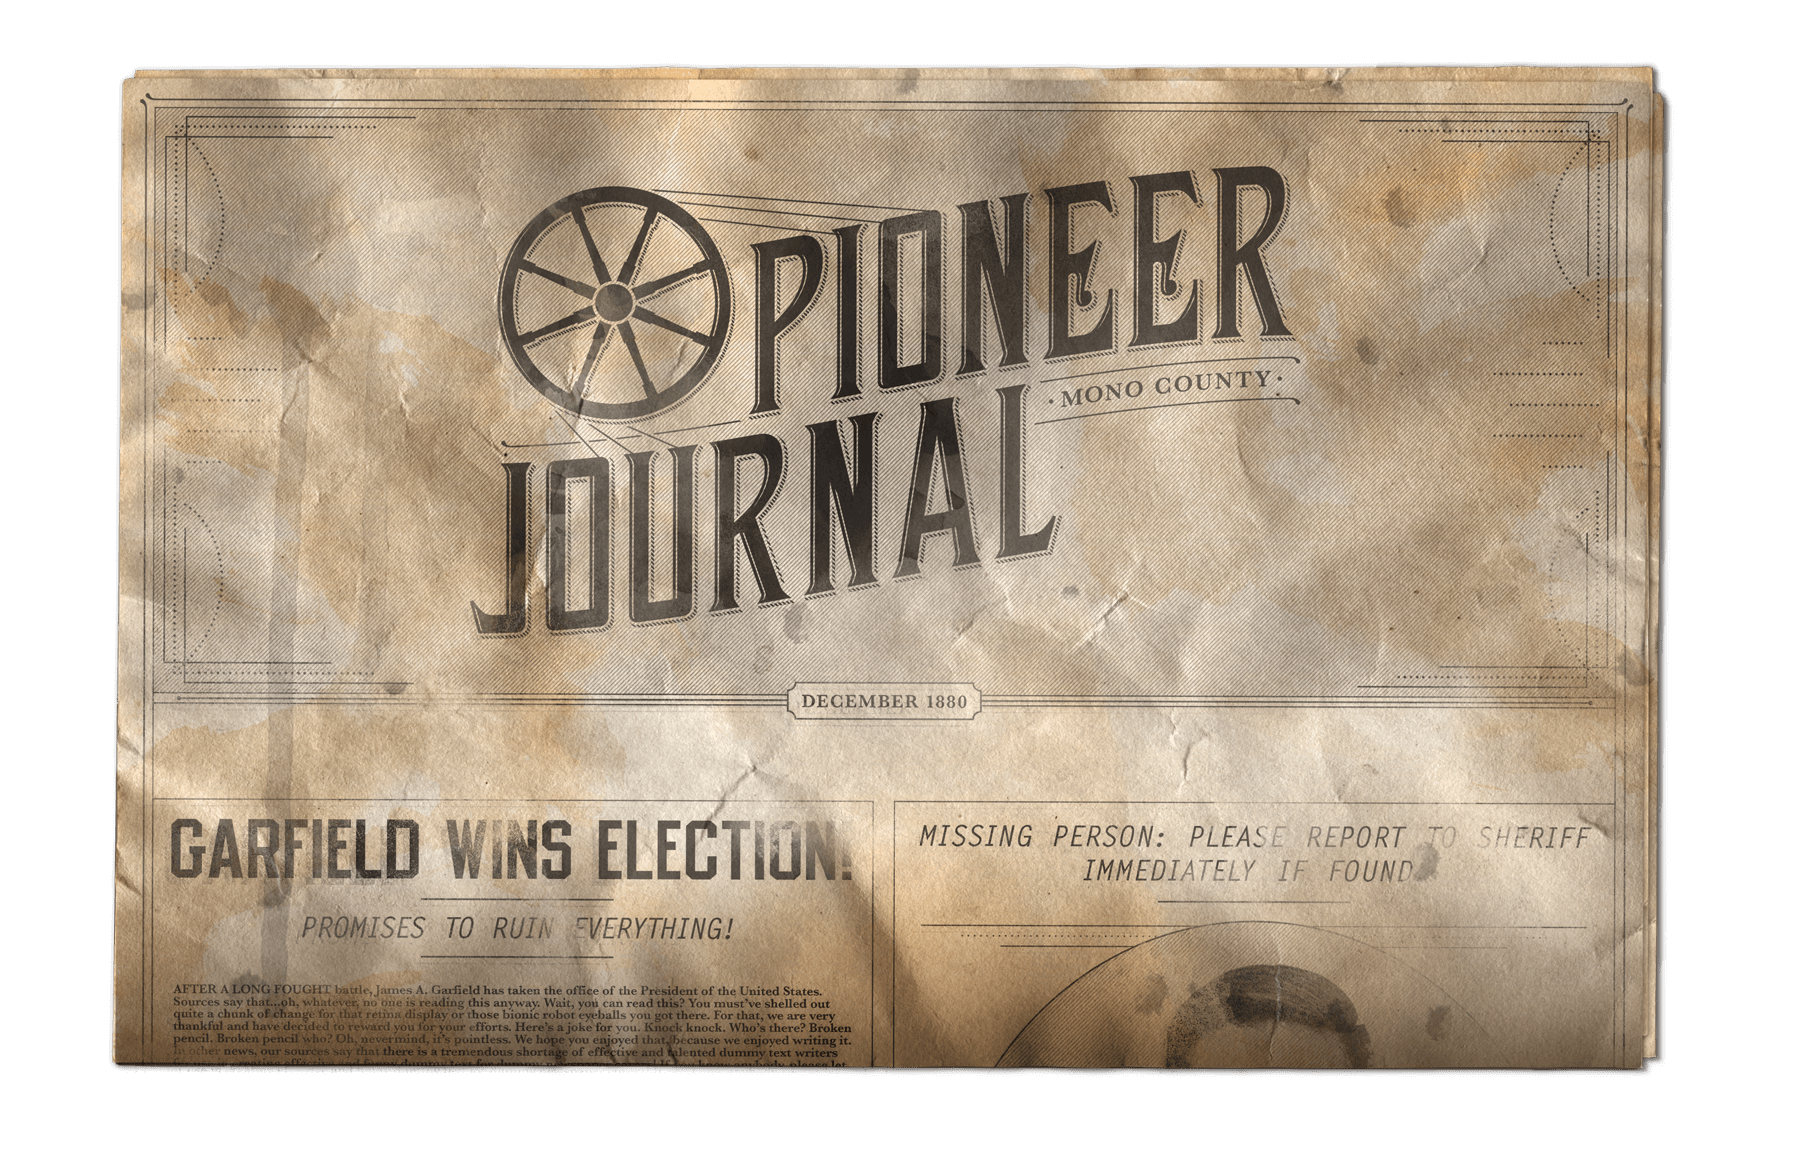 PIONEER
· MONO COUNTY ·
JOURNAL
DECEMBER 1880
GARFIELD WINS ELECTION!
PROMISES TO RUIN EVERYTHING!
AFTER A LONG FOUGHT battle, James A. Garfield has taken the office of the President of the United States.
Sources say that...oh, whatever, no one is reading this anyway. Wait, you can read this? You must've shelled out
quite a chunk of change for that retina display or those bionic robot eyeballs you got there. For that, we are very
thankful and have decided to reward you for your efforts. Here's a joke for you. Knock knock. Who's there? Broken
pencil. Broken pencil who? Oh, nevermind, it's pointless. We hope you enjoyed that, because we enjoyed writing it.
In other news, our sources say that there is a tremendous shortage of effective and talented dummy text writers
MISSING PERSON: PLEASE REPORT TO SHERIFF
IMMEDIATELY IF FOUND